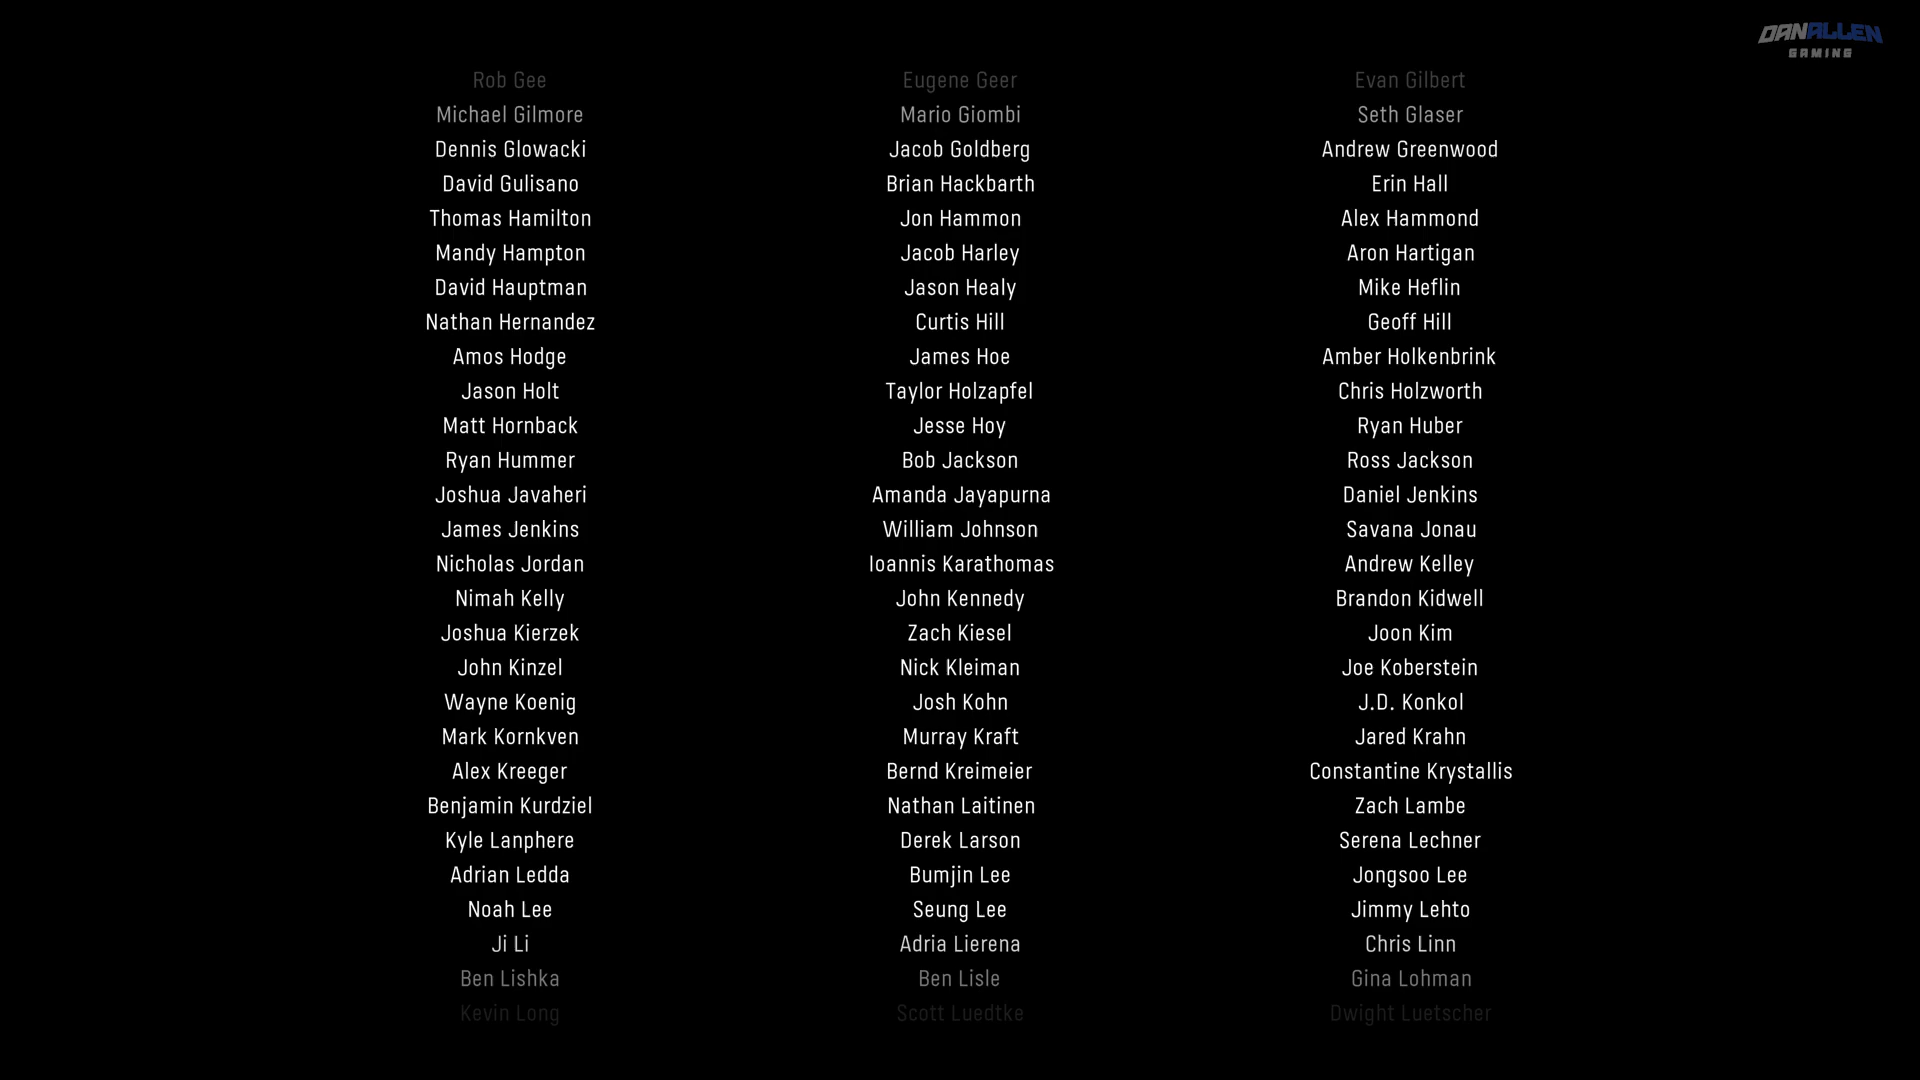 DANALLEN
GAMING
Rob Gee Eugene Geer Evan Gilbert
Michael Gilmore Mario Giombi Seth Glaser
Dennis Glowacki Jacob Goldberg Andrew Greenwood
David Gulisano Brian Hackbarth Erin Hall
Thomas Hamilton Jon Hammon Alex Hammond
Mandy Hampton Jacob Harley Aron Hartigan
David Hauptman Jason Healy Mike Heflin
Nathan Hernandez Curtis Hill Geoff Hill
Amos Hodge James Hoe Amber Holkenbrink
Jason Holt Taylor Holzapfel Chris Holzworth
Matt Hornback Jesse Hoy Ryan Huber
Ryan Hummer Bob Jackson Ross Jackson
Joshua Javaheri Amanda Jayapurna Daniel Jenkins
James Jenkins William Johnson Savana Jonau
Nicholas Jordan Ioannis Karathomas Andrew Kelley
Nimah Kelly John Kennedy Brandon Kidwell
Joshua Kierzek Zach Kiesel Joon Kim
John Kinzel Nick Kleiman Joe Koberstein
Wayne Koenig Josh Kohn J.D. Konkol
Mark Kornkven Murray Kraft Jared Krahn
Alex Kreeger Bernd Kreimeier Constantine Krystallis
Benjamin Kurdziel Nathan Laitinen Zach Lambe
Kyle Lanphere Derek Larson Serena Lechner
Adrian Ledda Bumjin Lee Jongsoo Lee
Noah Lee Seung Lee Jimmy Lehto
Ji Li Adria Lierena Chris Linn
Ben Lishka Ben Lisle Gina Lohman
Kevin Long Scott Luedtke Dwight Luetscher